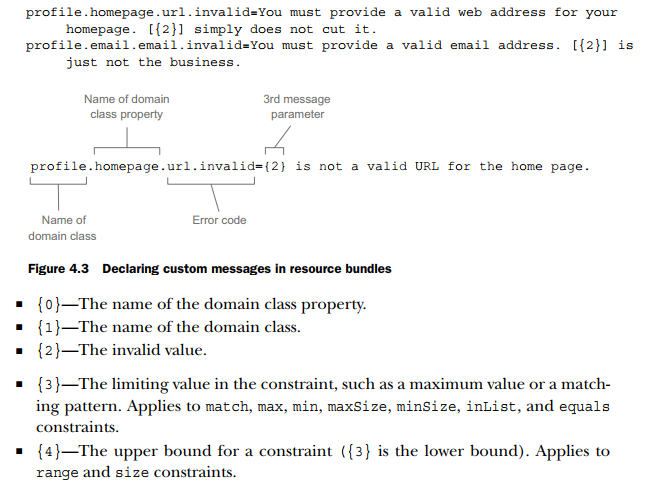 profile.homepage.url.invalid=You must provide a valid web address for your
homepage. [{2}] simply does not cut it.
profile.email.email.invalid=You must provide a valid email address. [{2}] is
just not the business.
Name of domain
class property
3rd message
parameter
profile.homepage.url.invalid={2} is not a valid URL for the home page.
Name of
domain class
Error code
Figure 4.3 Declaring custom messages in resource bundles
■ {0}—The name of the domain class property.
■ {1}—The name of the domain class.
■ {2}—The invalid value.
■ {3}—The limiting value in the constraint, such as a maximum value or a match-
ing pattern. Applies to match, max, min, maxSize, minSize, inList, and equals
constraints.
■ {4}—The upper bound for a constraint ({3} is the lower bound). Applies to
range and size constraints.